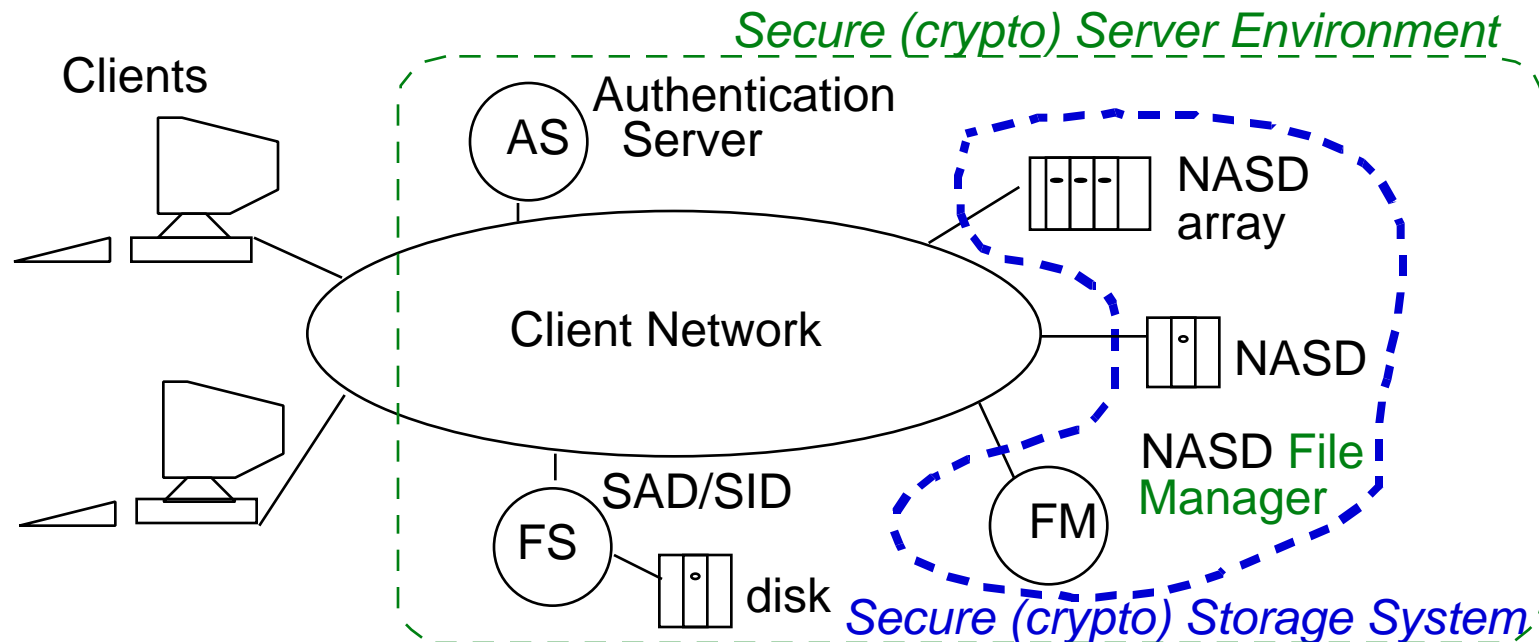 Secure (crypto) Server Environment
Clients
Authentication
Server
AS
NASD
array
Client Network
NASD
NASD File
Manager
SAD/SID
FS
FM
disk
Secure (crypto) Storage System